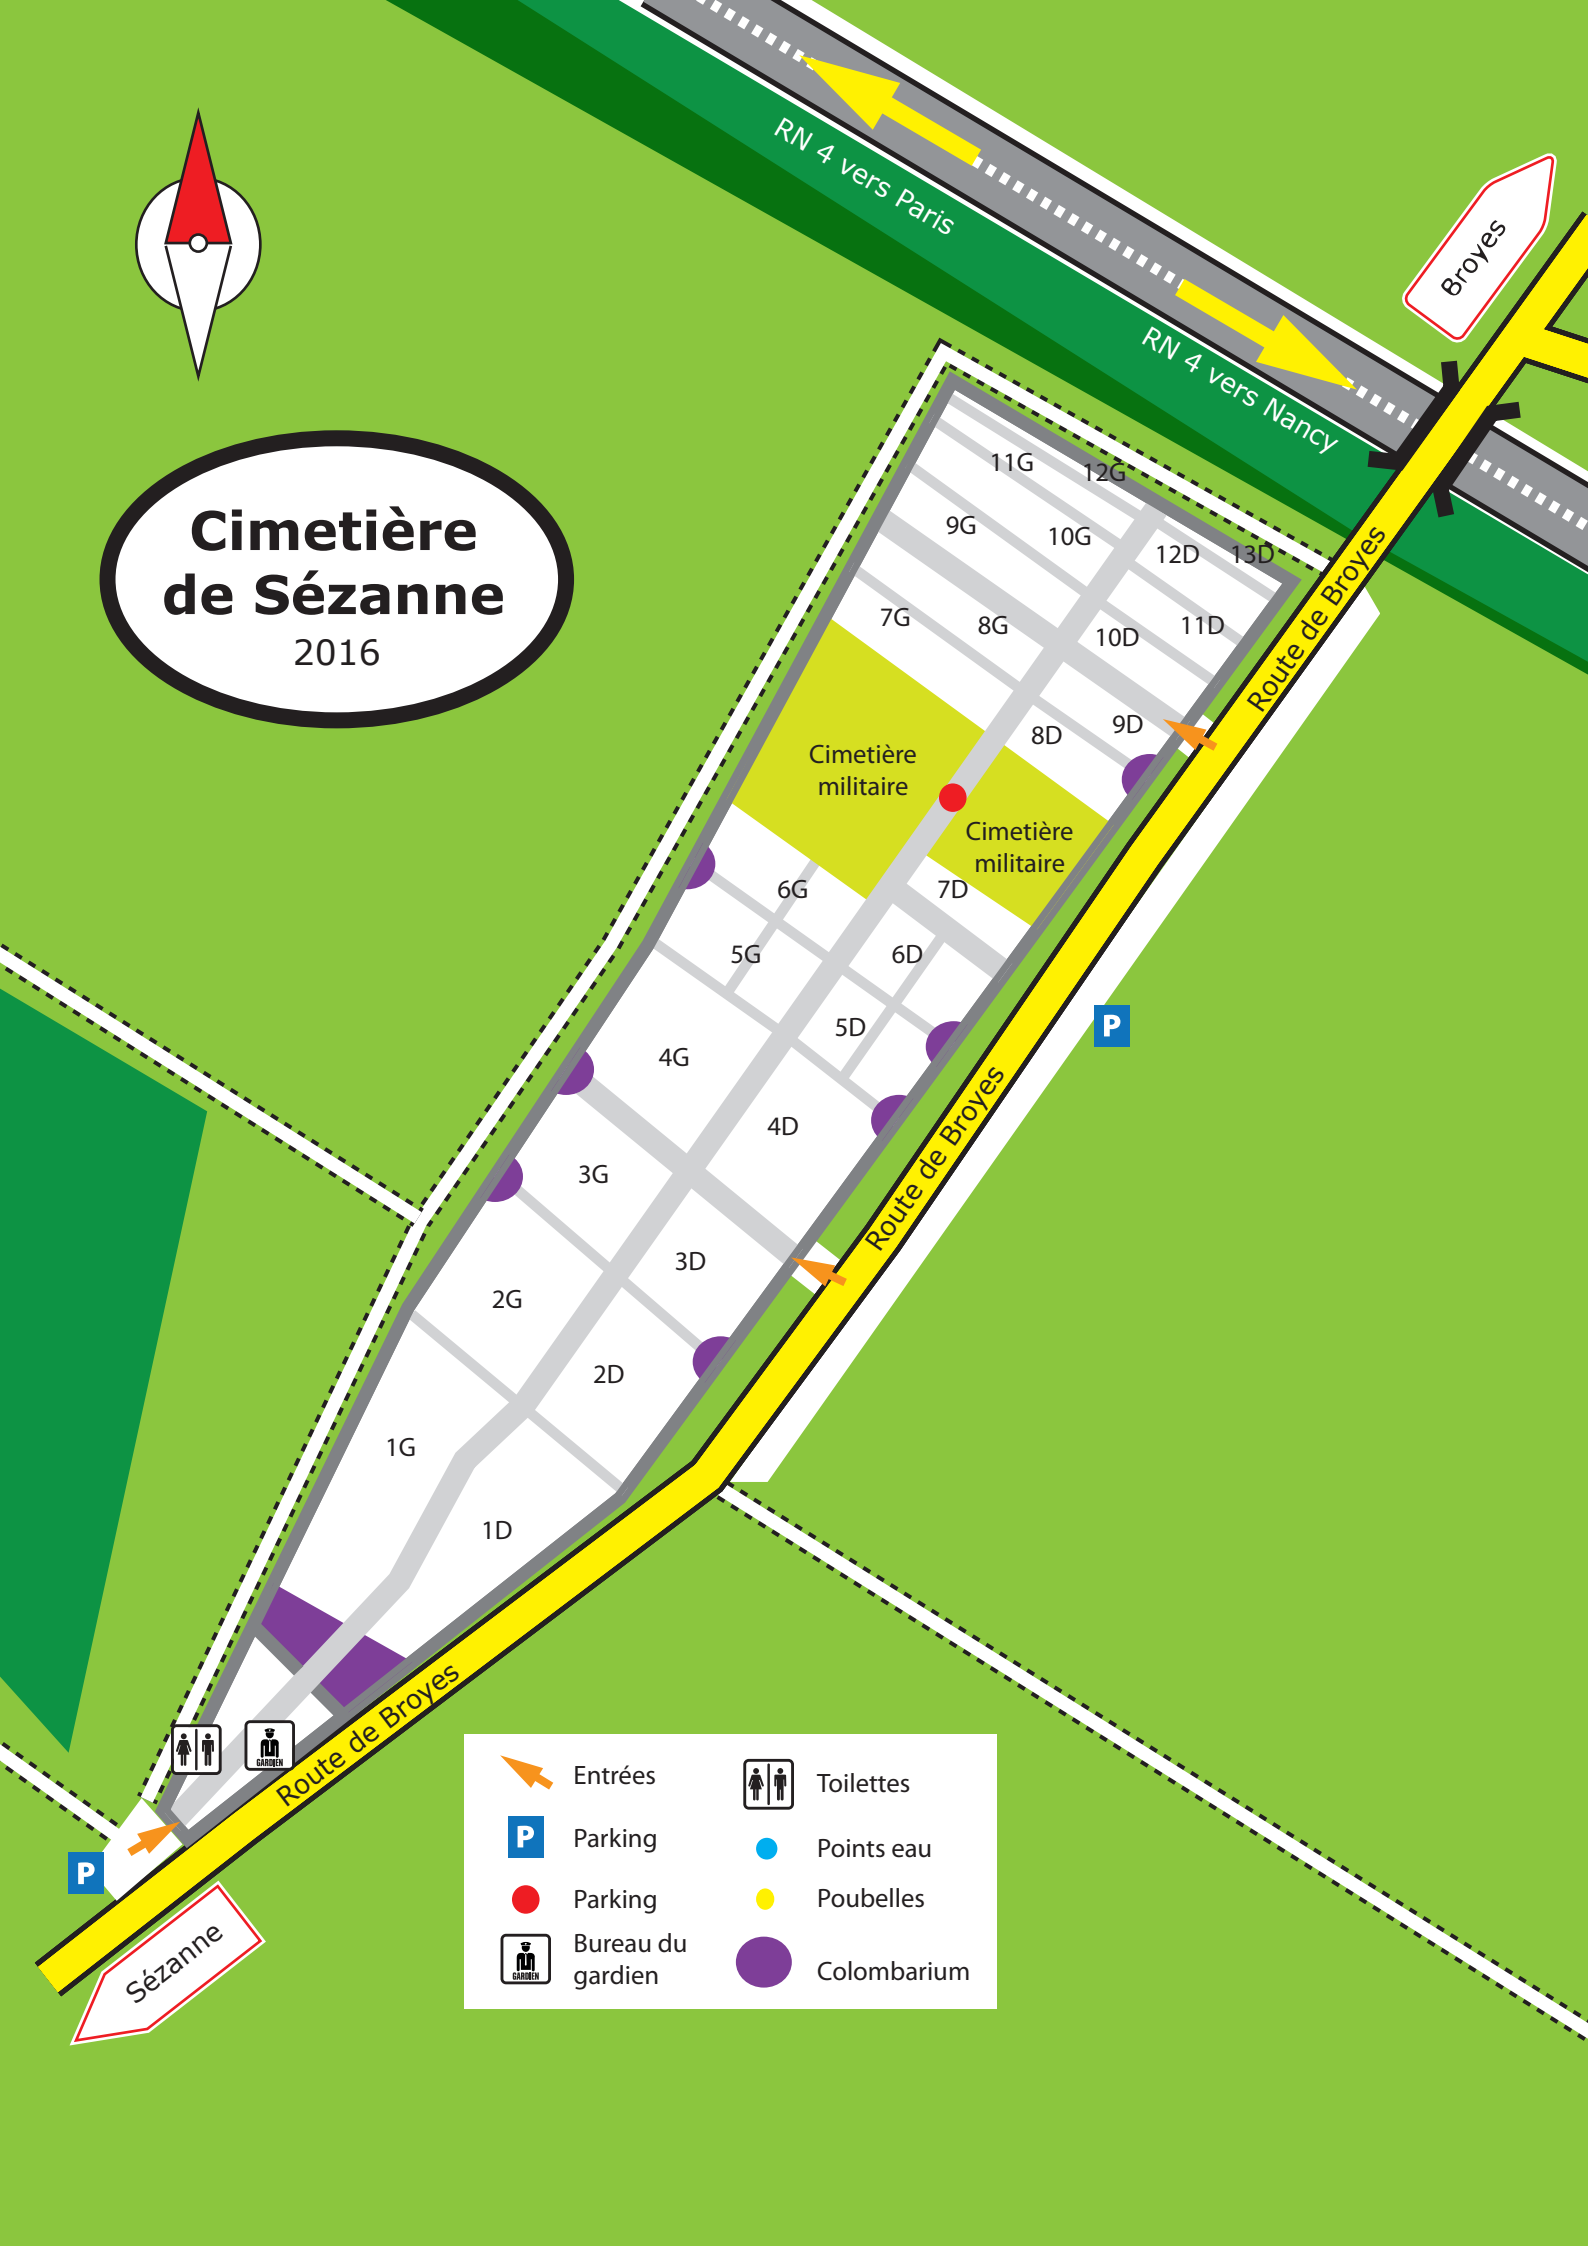 RN 4 vers Paris
RN 4 vers Nancy
Broyes
Cimetière
de Sézanne
2016
11G
12G
9G
10G
12D
13D
7G
8G
10D
11D
Route de Broyes
8D
9D
Cimetière
militaire
Cimetière
militaire
6G
7D
5G
6D
5D
P
4G
4D
Route de Broyes
3G
3D
2G
2D
1G
1D
GARDIEN
Route de Broyes
P
Sézanne
Entrées
Toilettes
P
Parking
Points eau
Parking
Poubelles
GARDIEN
Bureau du
gardien
Colombarium